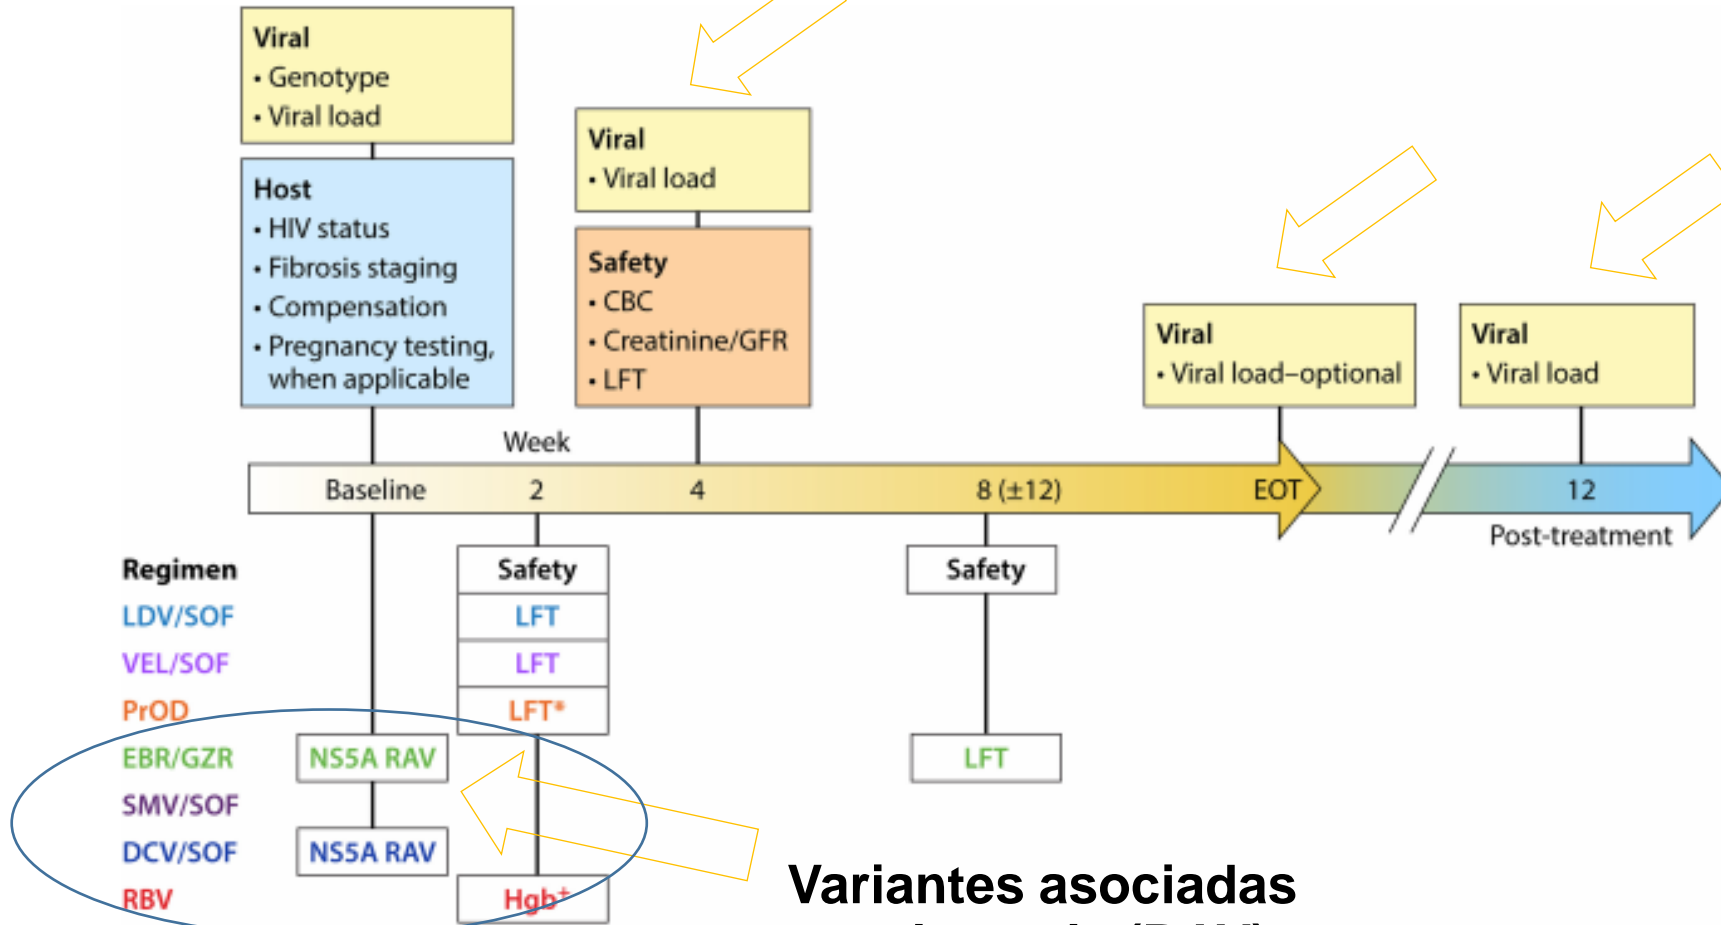 Viral
• Genotype
• Viral load
Host
• HIV status
• Fibrosis staging
• Compensation
• Pregnancy testing,
when applicable
Viral
• Viral load
Safety
• CBC
• Creatinine/GFR
• LFT
Viral
• Viral load–optional
Viral
• Viral load
Week
Baseline 2 4 8 (±12) EOT 12
Post-treatment
Regimen Safety Safety
LDV/SOF LFT
VEL/SOF LFT
PrOD LFT*
EBR/GZR NS5A RAV LFT
SMV/SOF
DCV/SOF NS5A RAV
RBV Hgb‡
Variantes asociadas
(RAV)